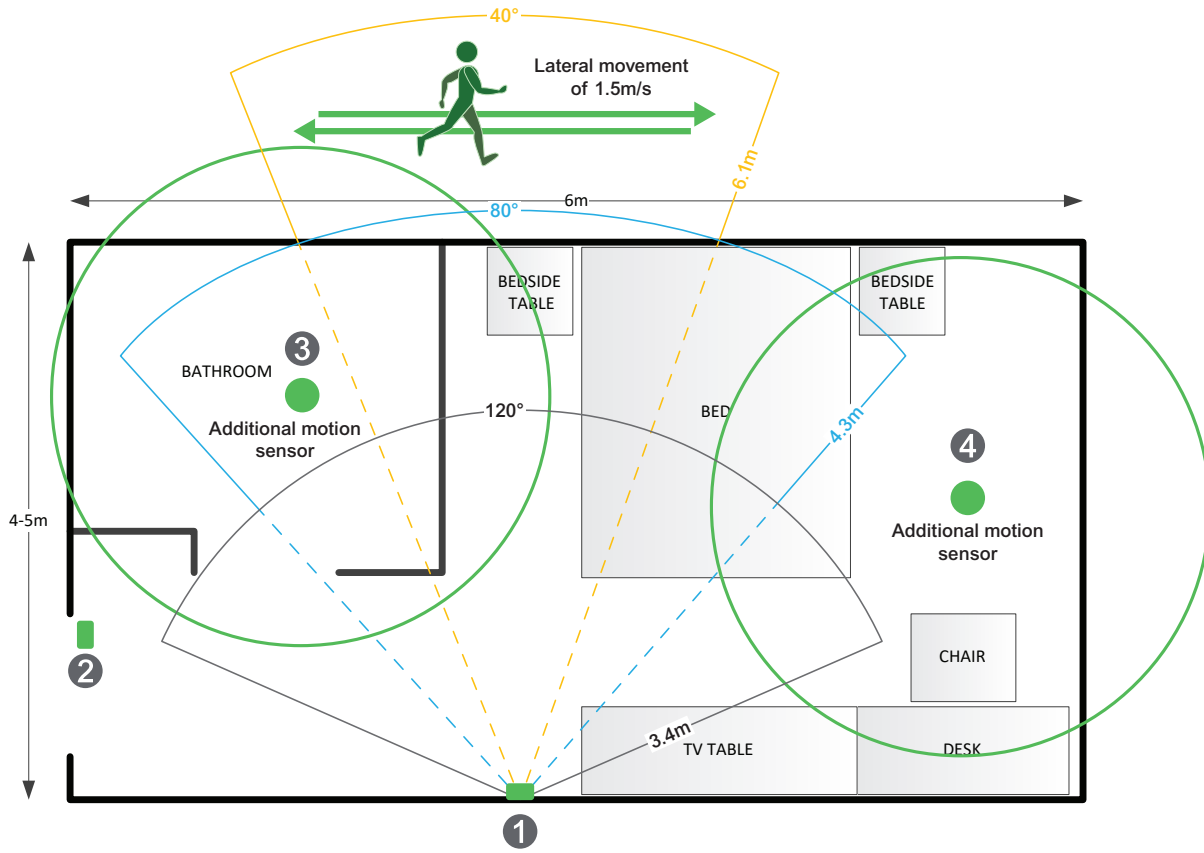 40°
Lateral movement
of 1.5m/s
6.1m
6m
80°
BEDSIDE
TABLE
BEDSIDE
TABLE
3
BATHROOM
Additional motion
sensor
120°
BED
4.3m
4
Additional motion
sensor
4-5m
2
CHAIR
3.4m
TV TABLE
DESK
1